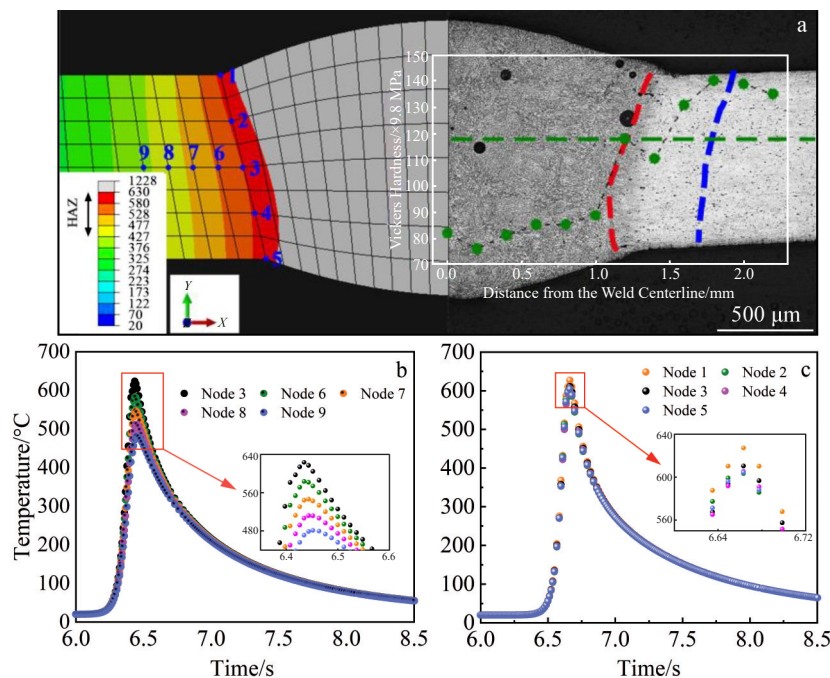 a
1
2
9 8 7 6 3
4
5
HAZ
1228
630
580
528
477
427
376
325
274
223
173
122
70
20
Y
X
Vickers Hardness/×9.8 MPa
150
140
130
120
110
100
90
80
70
0.0 0.5 1.0 1.5 2.0
Distance from the Weld Centerline/mm
500 μm
b
Temperature/°C
700
600
500
400
300
200
100
0
Node 3 Node 6 Node 7
Node 8 Node 9
640
560
480
6.4 6.5 6.6
6.0 6.5 7.0 7.5 8.0 8.5
Time/s
c
700
600
500
400
300
200
100
0
Node 1 Node 2
Node 3 Node 4
Node 5
640
600
560
6.64 6.72
6.0 6.5 7.0 7.5 8.0 8.5
Time/s